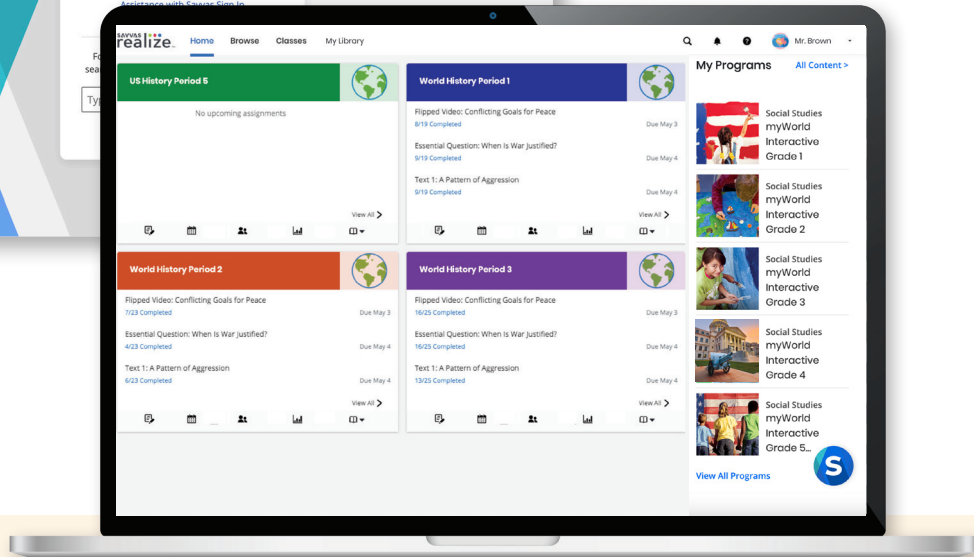 Assistance with Savvas Sign In
SAVVAS
realize
Home
Browse
Classes
My Library
Mr. Brown
US History Period 5
No upcoming assignments
View All
World History Period 1
Flipped Video: Conflicting Goals for Peace
8/19 Completed
Due May 3
Essential Question: When Is War Justified?
9/19 Completed
Due May 4
Text 1: A Pattern of Aggression
9/19 Completed
Due May 4
View All
World History Period 2
Flipped Video: Conflicting Goals for Peace
7/23 Completed
Due May 3
Essential Question: When Is War Justified?
4/23 Completed
Due May 4
Text 1: A Pattern of Aggression
6/23 Completed
Due May 4
View All
World History Period 3
Flipped Video: Conflicting Goals for Peace
16/25 Completed
Due May 3
Essential Question: When Is War Justified?
16/25 Completed
Due May 4
Text 1: A Pattern of Aggression
13/25 Completed
Due May 4
View All
My Programs
All Content >
Social Studies
myWorld
Interactive
Grade 1
Social Studies
myWorld
Interactive
Grade 2
Social Studies
myWorld
Interactive
Grade 3
Social Studies
myWorld
Interactive
Grade 4
Social Studies
myWorld
Interactive
Grade 5...
View All Programs
S